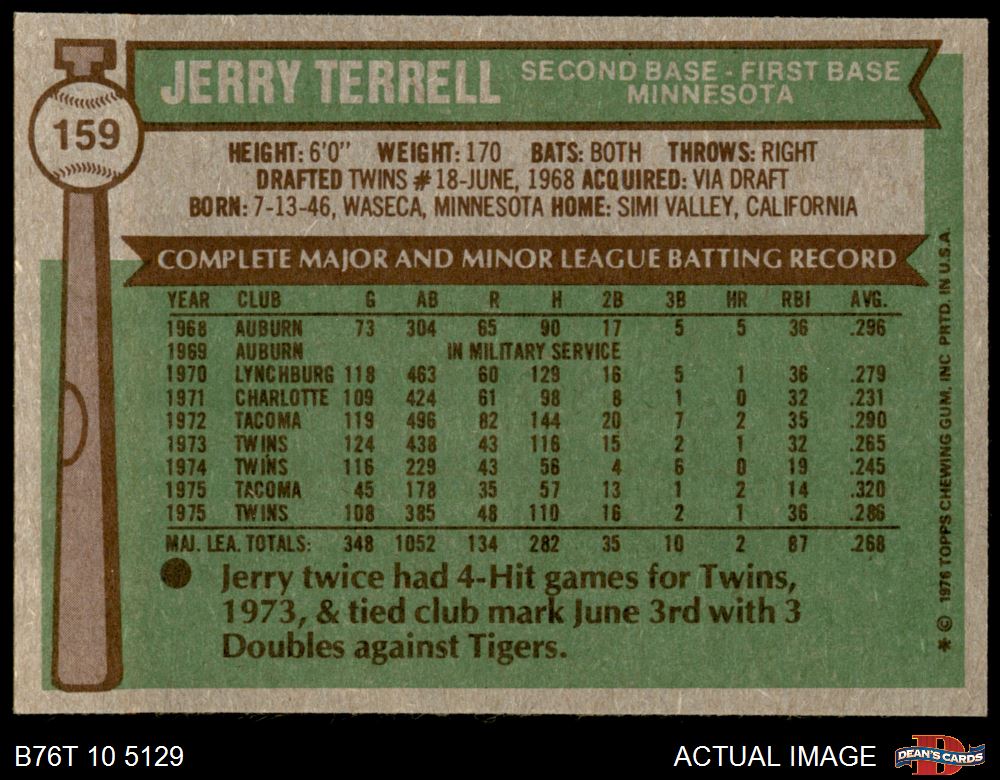 159
JERRY TERRELL SECOND BASE - FIRST BASE
MINNESOTA
HEIGHT: 6'0" WEIGHT: 170 BATS: BOTH THROWS: RIGHT
DRAFTED TWINS #18-JUNE, 1968 ACQUIRED: VIA DRAFT
BORN: 7-13-46, WASECA, MINNESOTA HOME: SIMI VALLEY, CALIFORNIA
COMPLETE MAJOR AND MINOR LEAGUE BATTING RECORD
YEAR CLUB G AB R H 2B 3B HR RBI AVG.
1968 AUBURN 73 304 65 90 17 5 5 36 .296
1969 AUBURN IN MILITARY SERVICE
1970 LYNCHBURG 118 463 60 129 16 5 1 36 .279
1971 CHARLOTTE 109 424 61 98 8 1 0 32 .231
1972 TACOMA 119 496 82 144 20 7 2 35 .290
1973 TWINS 124 438 43 116 15 2 1 32 .265
1974 TWINS 116 229 43 56 4 6 0 19 .245
1975 TACOMA 45 178 35 57 13 1 2 14 .320
1975 TWINS 108 385 48 110 16 2 1 36 .286
MAJ. LEA. TOTALS: 348 1052 134 282 35 10 2 87 .268
Jerry twice had 4-Hit games for Twins,
1973, & tied club mark June 3rd with 3
Doubles against Tigers.
* © 1976 TOPPS CHEWING GUM, INC PRTD. IN U.S.A.
B76T 10 5129 ACTUAL IMAGE
D
DEAN'S CARDS